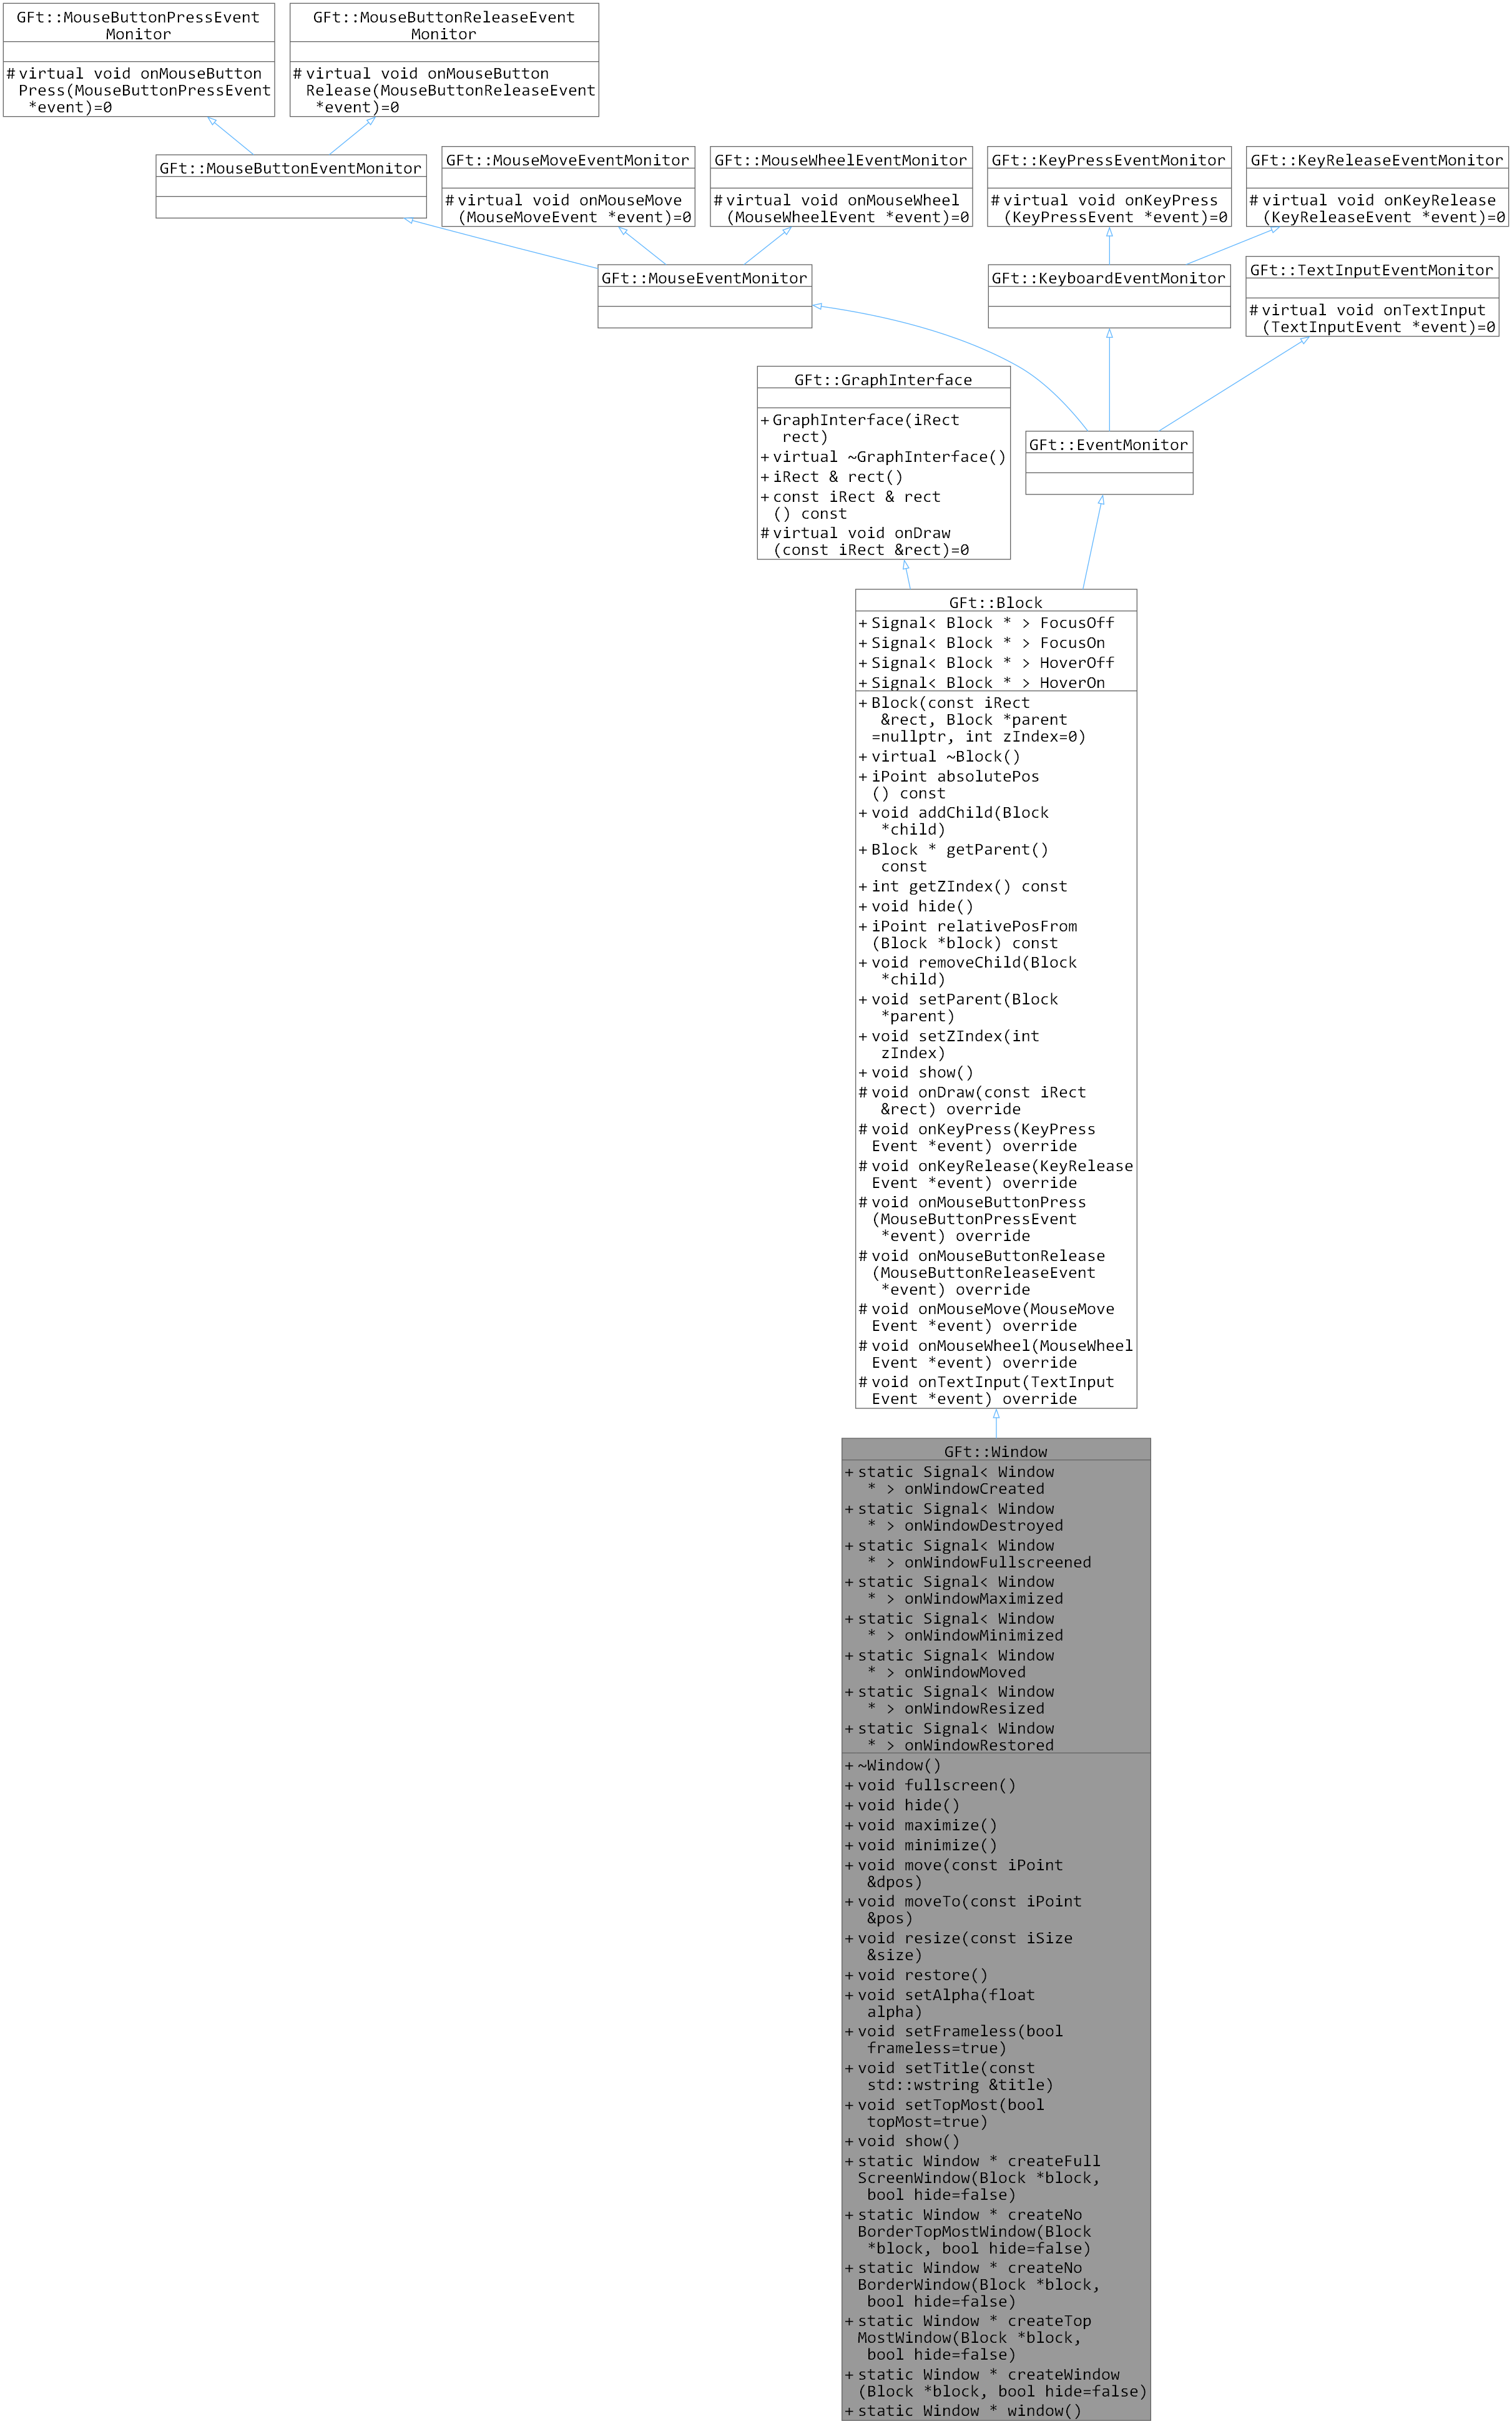 GFt::MouseButtonPressEvent
Monitor
# virtual void onMouseButton
Press(MouseButtonPressEvent
*event)=0
GFt::MouseButtonReleaseEvent
Monitor
# virtual void onMouseButton
Release(MouseButtonReleaseEvent
*event)=0
GFt::MouseButtonEventMonitor
GFt::MouseMoveEventMonitor
# virtual void onMouseMove
(MouseMoveEvent *event)=0
GFt::MouseWheelEventMonitor
# virtual void onMouseWheel
(MouseWheelEvent *event)=0
GFt::KeyPressEventMonitor
# virtual void onKeyPress
(KeyPressEvent *event)=0
GFt::KeyReleaseEventMonitor
# virtual void onKeyRelease
(KeyReleaseEvent *event)=0
GFt::MouseEventMonitor
GFt::KeyboardEventMonitor
GFt::TextInputEventMonitor
# virtual void onTextInput
(TextInputEvent *event)=0
GFt::GraphInterface
+ GraphInterface(iRect
rect)
+ virtual ~GraphInterface()
+ iRect & rect()
+ const iRect & rect
() const
# virtual void onDraw
(const iRect &rect)=0
GFt::EventMonitor
GFt::Block
+ Signal< Block * > FocusOff
+ Signal< Block * > FocusOn
+ Signal< Block * > HoverOff
+ Signal< Block * > HoverOn
+ Block(const iRect
&rect, Block *parent
=nullptr, int zIndex=0)
+ virtual ~Block()
+ iPoint absolutePos
() const
+ void addChild(Block
*child)
+ Block * getParent()
const
+ int getZIndex() const
+ void hide()
+ iPoint relativePosFrom
(Block *block) const
+ void removeChild(Block
*child)
+ void setParent(Block
*parent)
+ void setZIndex(int
zIndex)
+ void show()
# void onDraw(const iRect
&rect) override
# void onKeyPress(KeyPress
Event *event) override
# void onKeyRelease(KeyRelease
Event *event) override
# void onMouseButtonPress
(MouseButtonPressEvent
*event) override
# void onMouseButtonRelease
(MouseButtonReleaseEvent
*event) override
# void onMouseMove(MouseMove
Event *event) override
# void onMouseWheel(MouseWheel
Event *event) override
# void onTextInput(TextInput
Event *event) override
GFt::Window
+ static Signal< Window
* > onWindowCreated
+ static Signal< Window
* > onWindowDestroyed
+ static Signal< Window
* > onWindowFullscreened
+ static Signal< Window
* > onWindowMaximized
+ static Signal< Window
* > onWindowMinimized
+ static Signal< Window
* > onWindowMoved
+ static Signal< Window
* > onWindowResized
+ static Signal< Window
* > onWindowRestored
+ ~Window()
+ void fullscreen()
+ void hide()
+ void maximize()
+ void minimize()
+ void move(const iPoint
&dpos)
+ void moveTo(const iPoint
&pos)
+ void resize(const iSize
&size)
+ void restore()
+ void setAlpha(float
alpha)
+ void setFrameless(bool
frameless=true)
+ void setTitle(const
std::wstring &title)
+ void setTopMost(bool
topMost=true)
+ void show()
+ static Window * createFull
ScreenWindow(Block *block,
bool hide=false)
+ static Window * createNo
BorderTopMostWindow(Block
*block, bool hide=false)
+ static Window * createNo
BorderWindow(Block *block,
bool hide=false)
+ static Window * createTop
MostWindow(Block *block,
bool hide=false)
+ static Window * createWindow
(Block *block, bool hide=false)
+ static Window * window()